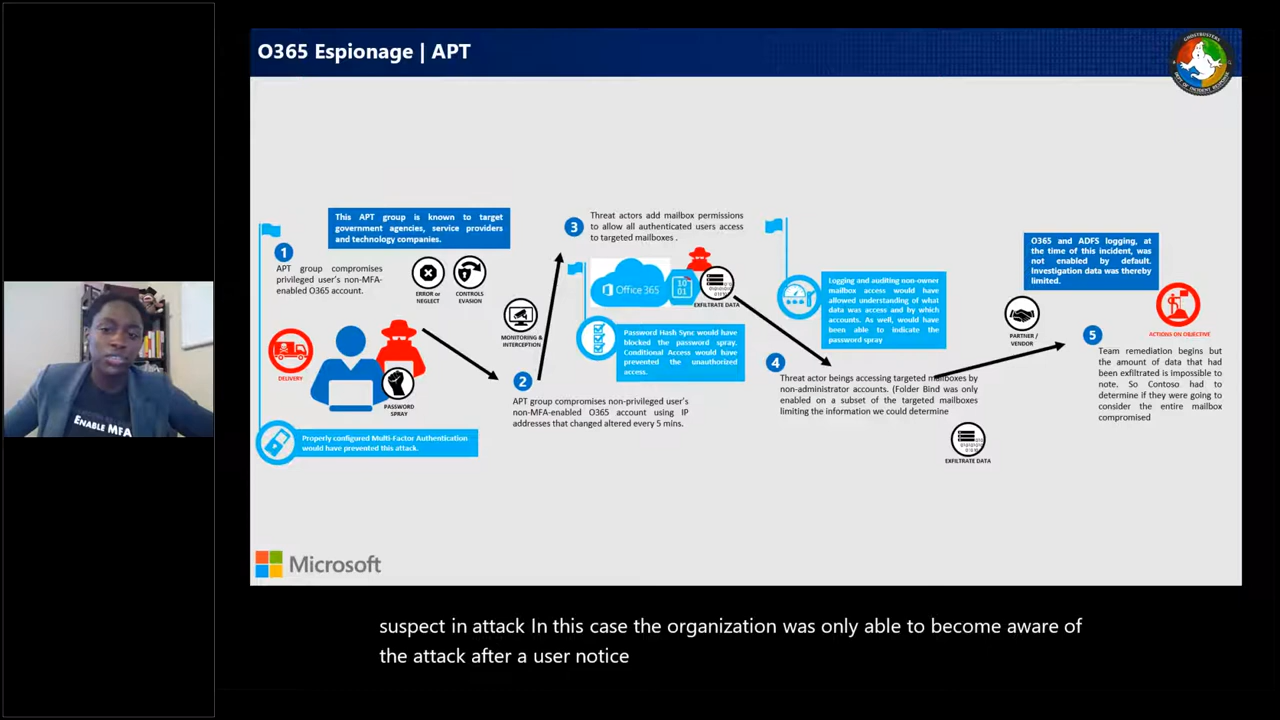 O365 Espionage | APT
This APT group is known to target
government agencies, service providers
and technology companies.
1
APT group compromises
privileged user's non-MFA-
enabled O365 account.
ERROR or
NEGLECT
CONTROLS
EVASION
DELIVERY
PASSWORD
SPRAY
Properly configured Multi-Factor Authentication
would have prevented this attack.
MONITORING &
INTERCEPTION
2
APT group compromises non-privileged user's
non-MFA-enabled O365 account using IP
addresses that changed altered every 5 mins.
3
Threat actors add mailbox permissions
to allow all authenticated users access
to targeted mailboxes .
Office 365
10
01
EXFILTRATE DATA
Password Hash Sync would have
blocked the password spray.
Conditional Access would have
prevented the unauthorized
access.
Logging and auditing non-owner
mailbox access would have
allowed understanding of what
data was access and by which
accounts. As well, would have
been able to indicate the
password spray
4
Threat actor beings accessing targeted mailboxes by
non-administrator accounts. (Folder Bind was only
enabled on a subset of the targeted mailboxes
limiting the information we could determine
EXFILTRATE DATA
O365 and ADFS logging, at
the time of this incident, was
not enabled by default.
Investigation data was thereby
limited.
PARTNER /
VENDOR
ACTIONS ON OBJECTIVE
5
Team remediation begins but
the amount of data that had
been exfiltrated is impossible to
note. So Contoso had to
determine if they were going to
consider the entire mailbox
compromised
ENABLE MFA
Microsoft
suspect in attack In this case the organization was only able to become aware of
the attack after a user notice